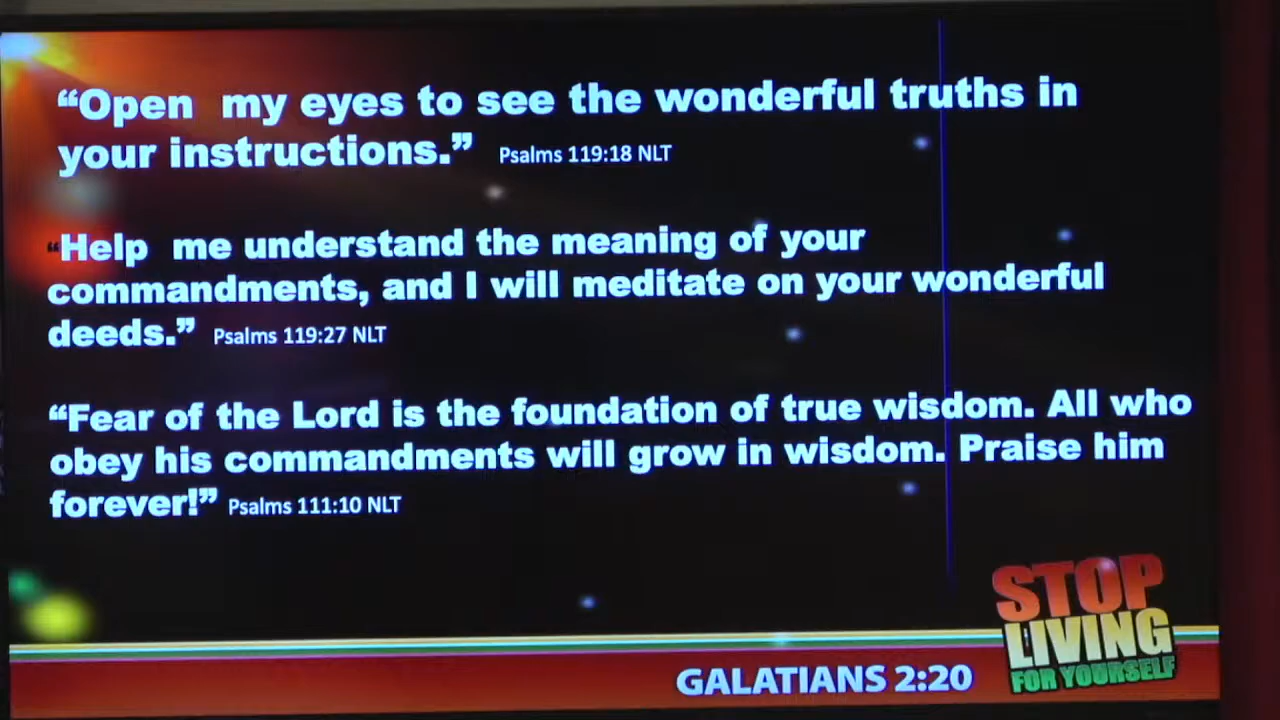 “Open my eyes to see the wonderful truths in
your instructions.” Psalms 119:18 NLT
“Help me understand the meaning of your
commandments, and I will meditate on your wonderful
deeds.” Psalms 119:27 NLT
“Fear of the Lord is the foundation of true wisdom. All who
obey his commandments will grow in wisdom. Praise him
forever!” Psalms 111:10 NLT
STOP
LIVING
FOR YOURSELF
GALATIANS 2:20